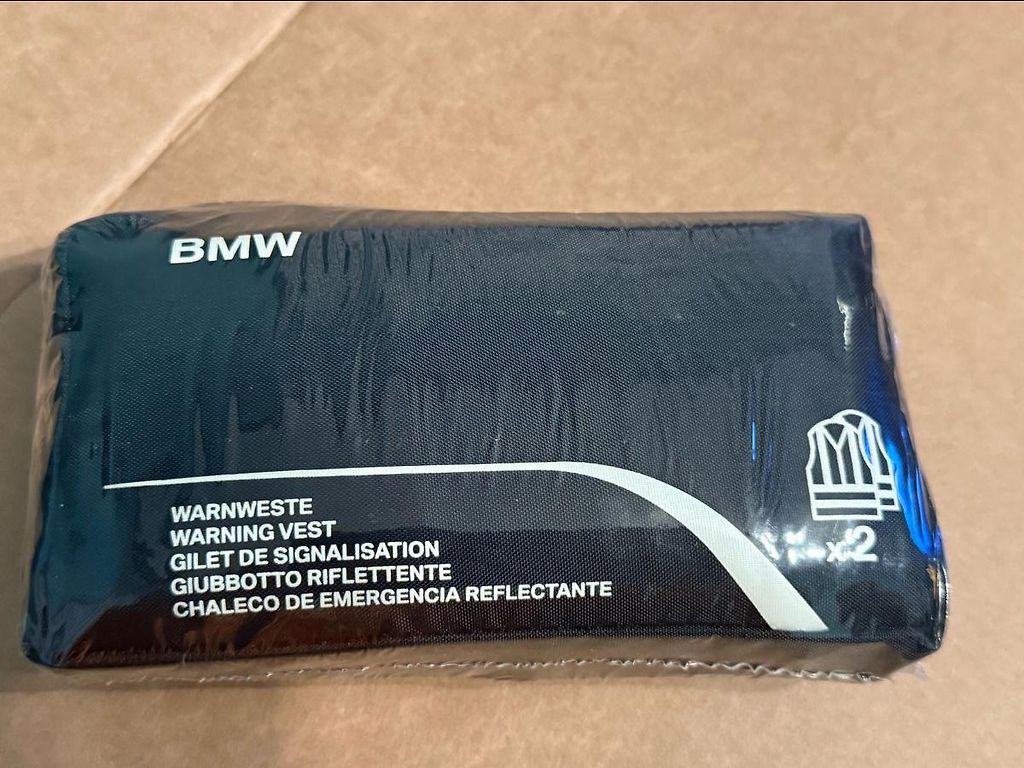 BMW
WARNWESTE
WARNING VEST
GILET DE SIGNALISATION
GIUBBOTTO RIFLETTENTE
CHALECO DE EMERGENCIA REFLECTANTE
x2